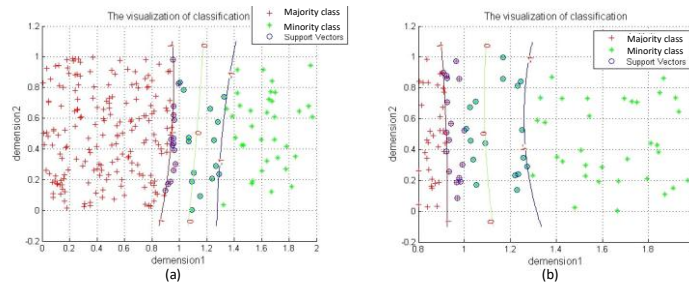 The visualization of classification
Majority class
Minority class
Support Vectors
1.2
1
0.8
0.6
0.4
0.2
0
-0.2
demension2
0 0.2 0.4 0.6 0.8 1 1.2 1.4 1.6 1.8 2
demension1
(a)
The visualization of classification
Majority class
Minority class
Support Vectors
1.2
1
0.8
0.6
0.4
0.2
0
-0.2
demension2
0.8 1 1.2 1.4 1.6 1.8
demension1
(b)